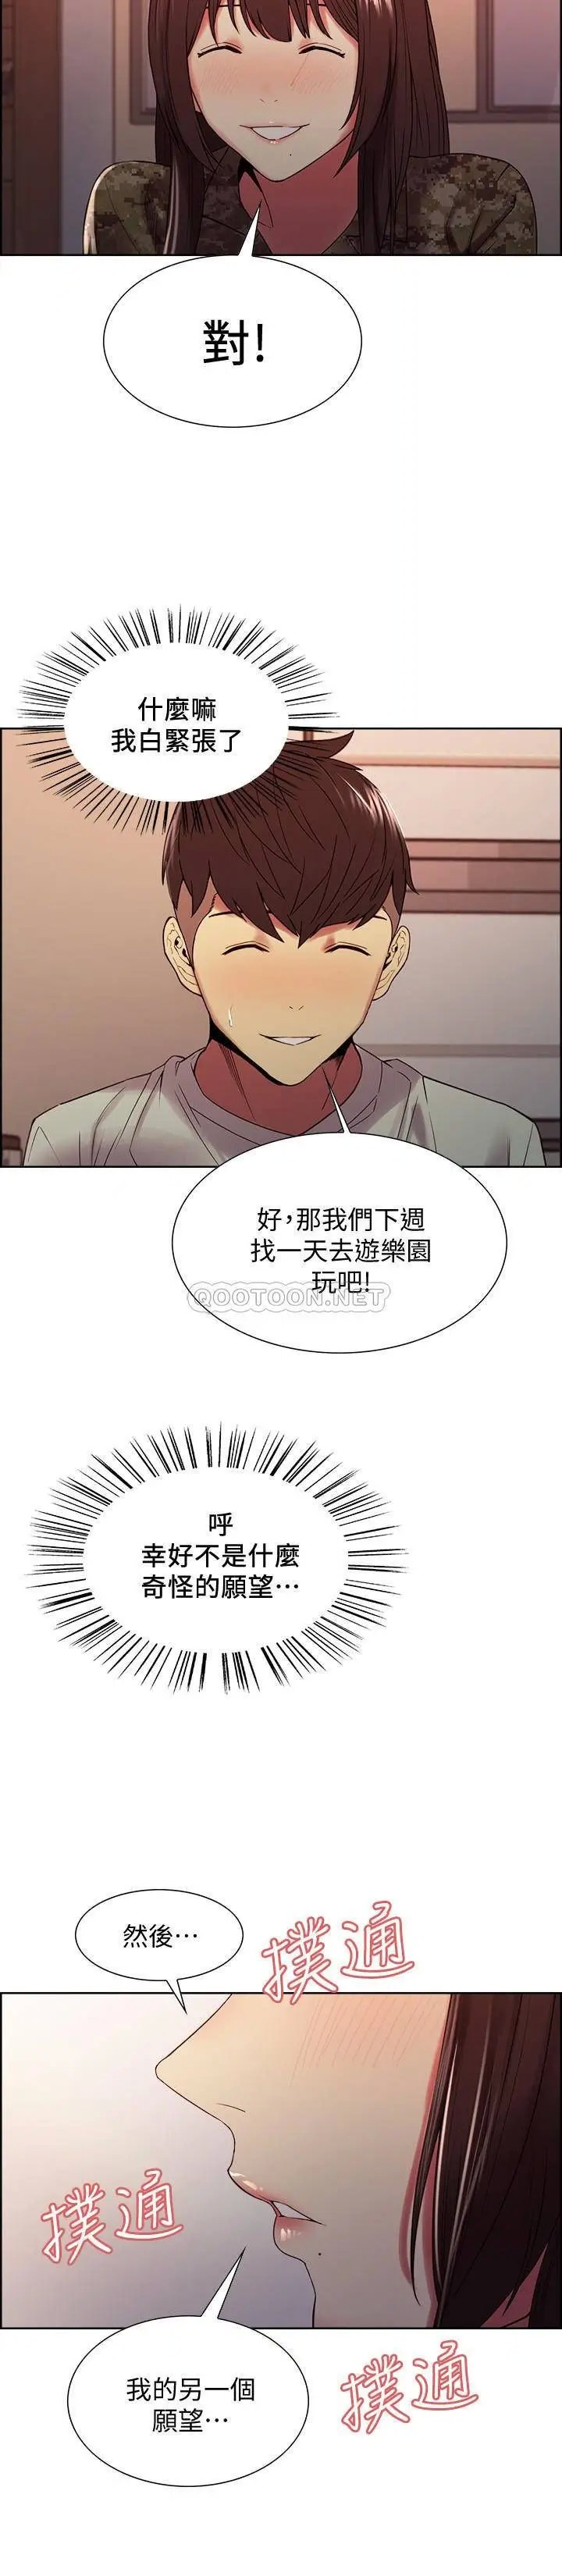 對!
什麼嘛
我白緊張了
好,那我們下週
找一天去遊樂園
玩吧!
QOOTOON.NET
呼
幸好不是什麼
奇怪的願望…
然後…
撲通
撲通
我的另一個
願望…
撲通